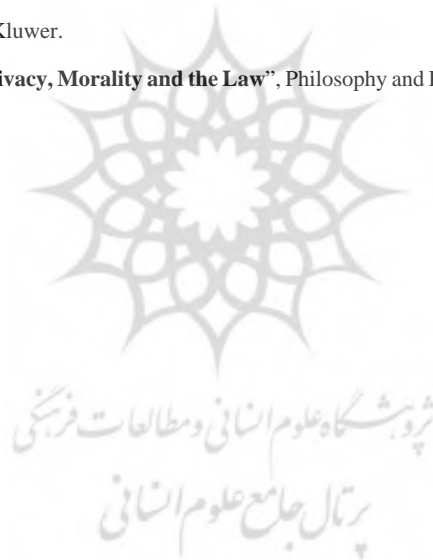 Kluwer.
ivacy, Morality and the Law”, Philosophy and
پژوهشگاه علوم انسانی و مطالعات فرهنگی
پرتال جامع علوم انسانی